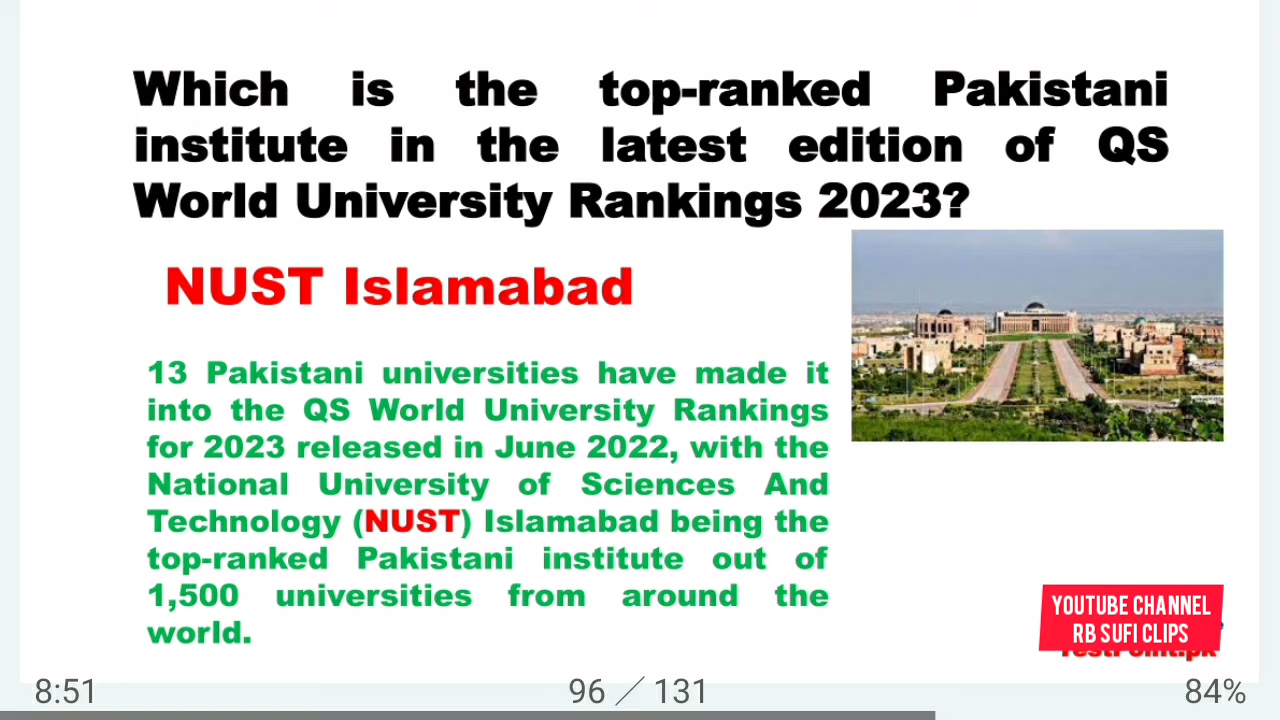 Which is the top-ranked Pakistani
institute in the latest edition of QS
World University Rankings 2023?
NUST Islamabad
13 Pakistani universities have made it
into the QS World University Rankings
for 2023 released in June 2022, with the
National University of Sciences And
Technology (NUST) Islamabad being the
top-ranked Pakistani institute out of
1,500 universities from around the
world.
YOUTUBE CHANNEL
RB SUFI CLIPS
8:51
96 / 131
84%